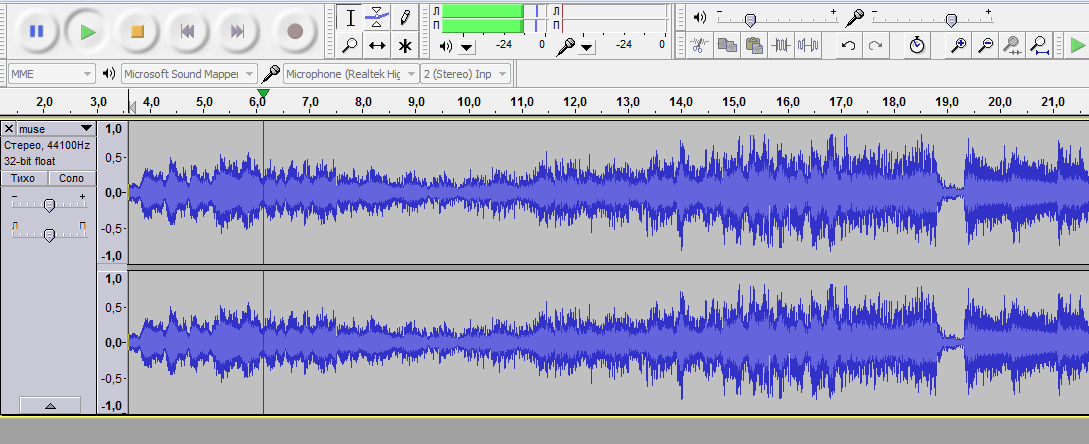 Л
П
-24 0
Л
П
-24 0
- +
- +
MME
Microsoft Sound Mapper
Microphone (Realtek Hig
2 (Stereo) Inp
2,0 3,0 4,0 5,0 6,0 7,0 8,0 9,0 10,0 11,0 12,0 13,0 14,0 15,0 16,0 17,0 18,0 19,0 20,0 21,0
muse
Стерео, 44100Hz
32-bit float
Тихо Соло
- +
Л П
1,0
0,5-
0,0-
-0,5-
-1,0
1,0
0,5-
0,0-
-0,5-
-1,0